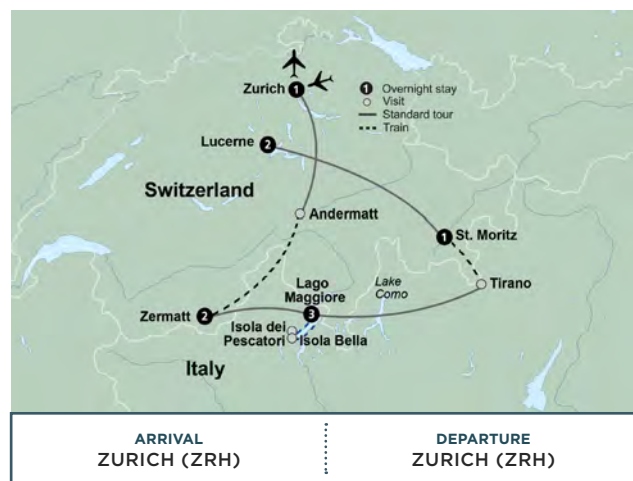 Zurich
1
1 Overnight stay
Visit
Standard tour
Train
Lucerne
2
Switzerland
Andermatt
1
St. Moritz
Tirano
Lake
Como
Lago
Maggiore
3
Zermatt
2
Isola dei
Pescatori
Isola Bella
Italy
ARRIVAL
ZURICH (ZRH)
DEPARTURE
ZURICH (ZRH)